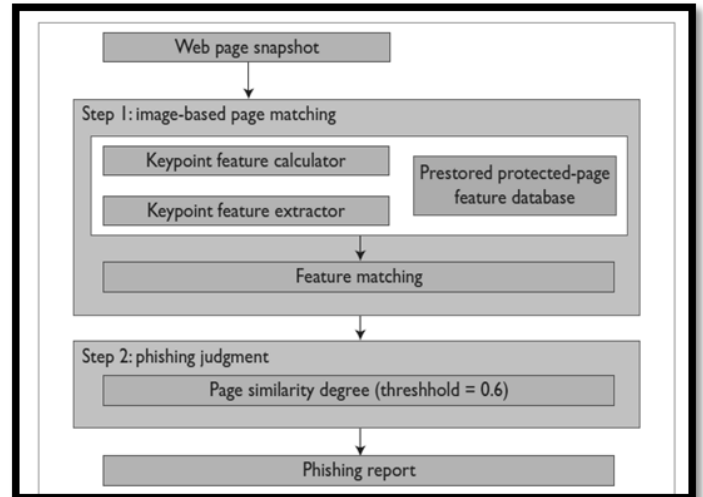 Web page snapshot
Step 1: image-based page matching
Keypoint feature calculator
Keypoint feature extractor
Prestored protected-page
feature database
Feature matching
Step 2: phishing judgment
Page similarity degree (threshhold = 0.6)
Phishing report